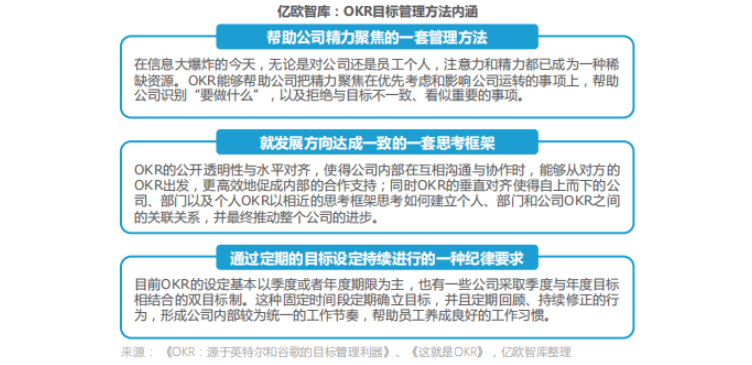 亿欧智库：OKR目标管理方法内涵
帮助公司精力聚焦的一套管理方法
在信息大爆炸的今天，无论是对公司还是员工个人，注意力和精力都已成为一种稀
缺资源。OKR能够帮助公司把精力聚焦在优先考虑和影响公司运转的事项上，帮助
公司识别“要做什么”，以及拒绝与目标不一致、看似重要的事项。
就发展方向达成一致的一套思考框架
OKR的公开透明性与水平对齐，使得公司内部在互相沟通与协作时，能够从对方的
OKR出发，更高效地促成内部的合作支持；同时OKR的垂直对齐使得自上而下的公
司、部门以及个人OKR以相近的思考框架思考如何建立个人、部门和公司OKR之间
的关联关系，并最终推动整个公司的进步。
通过定期的目标设定持续进行的一种纪律要求
目前OKR的设定基本以季度或者年度期限为主，也有一些公司采取季度与年度目标
相结合的双目标制。这种固定时间段定期确立目标，并且定期回顾、持续修正的行
为，形成公司内部较为统一的工作节奏，帮助员工养成良好的工作习惯。
来源：《OKR：源于英特尔和谷歌的目标管理利器》、《这就是OKR》，亿欧智库整理